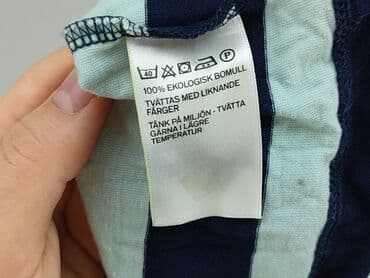 40 P
100% EKOLOGISK BOMULL
TVÄTTAS MED LIKNANDE
FÄRGER
TÄNK PÅ MILJÖN - TVÄTTA
GÄRNA I LÄGRE
TEMPERATUR